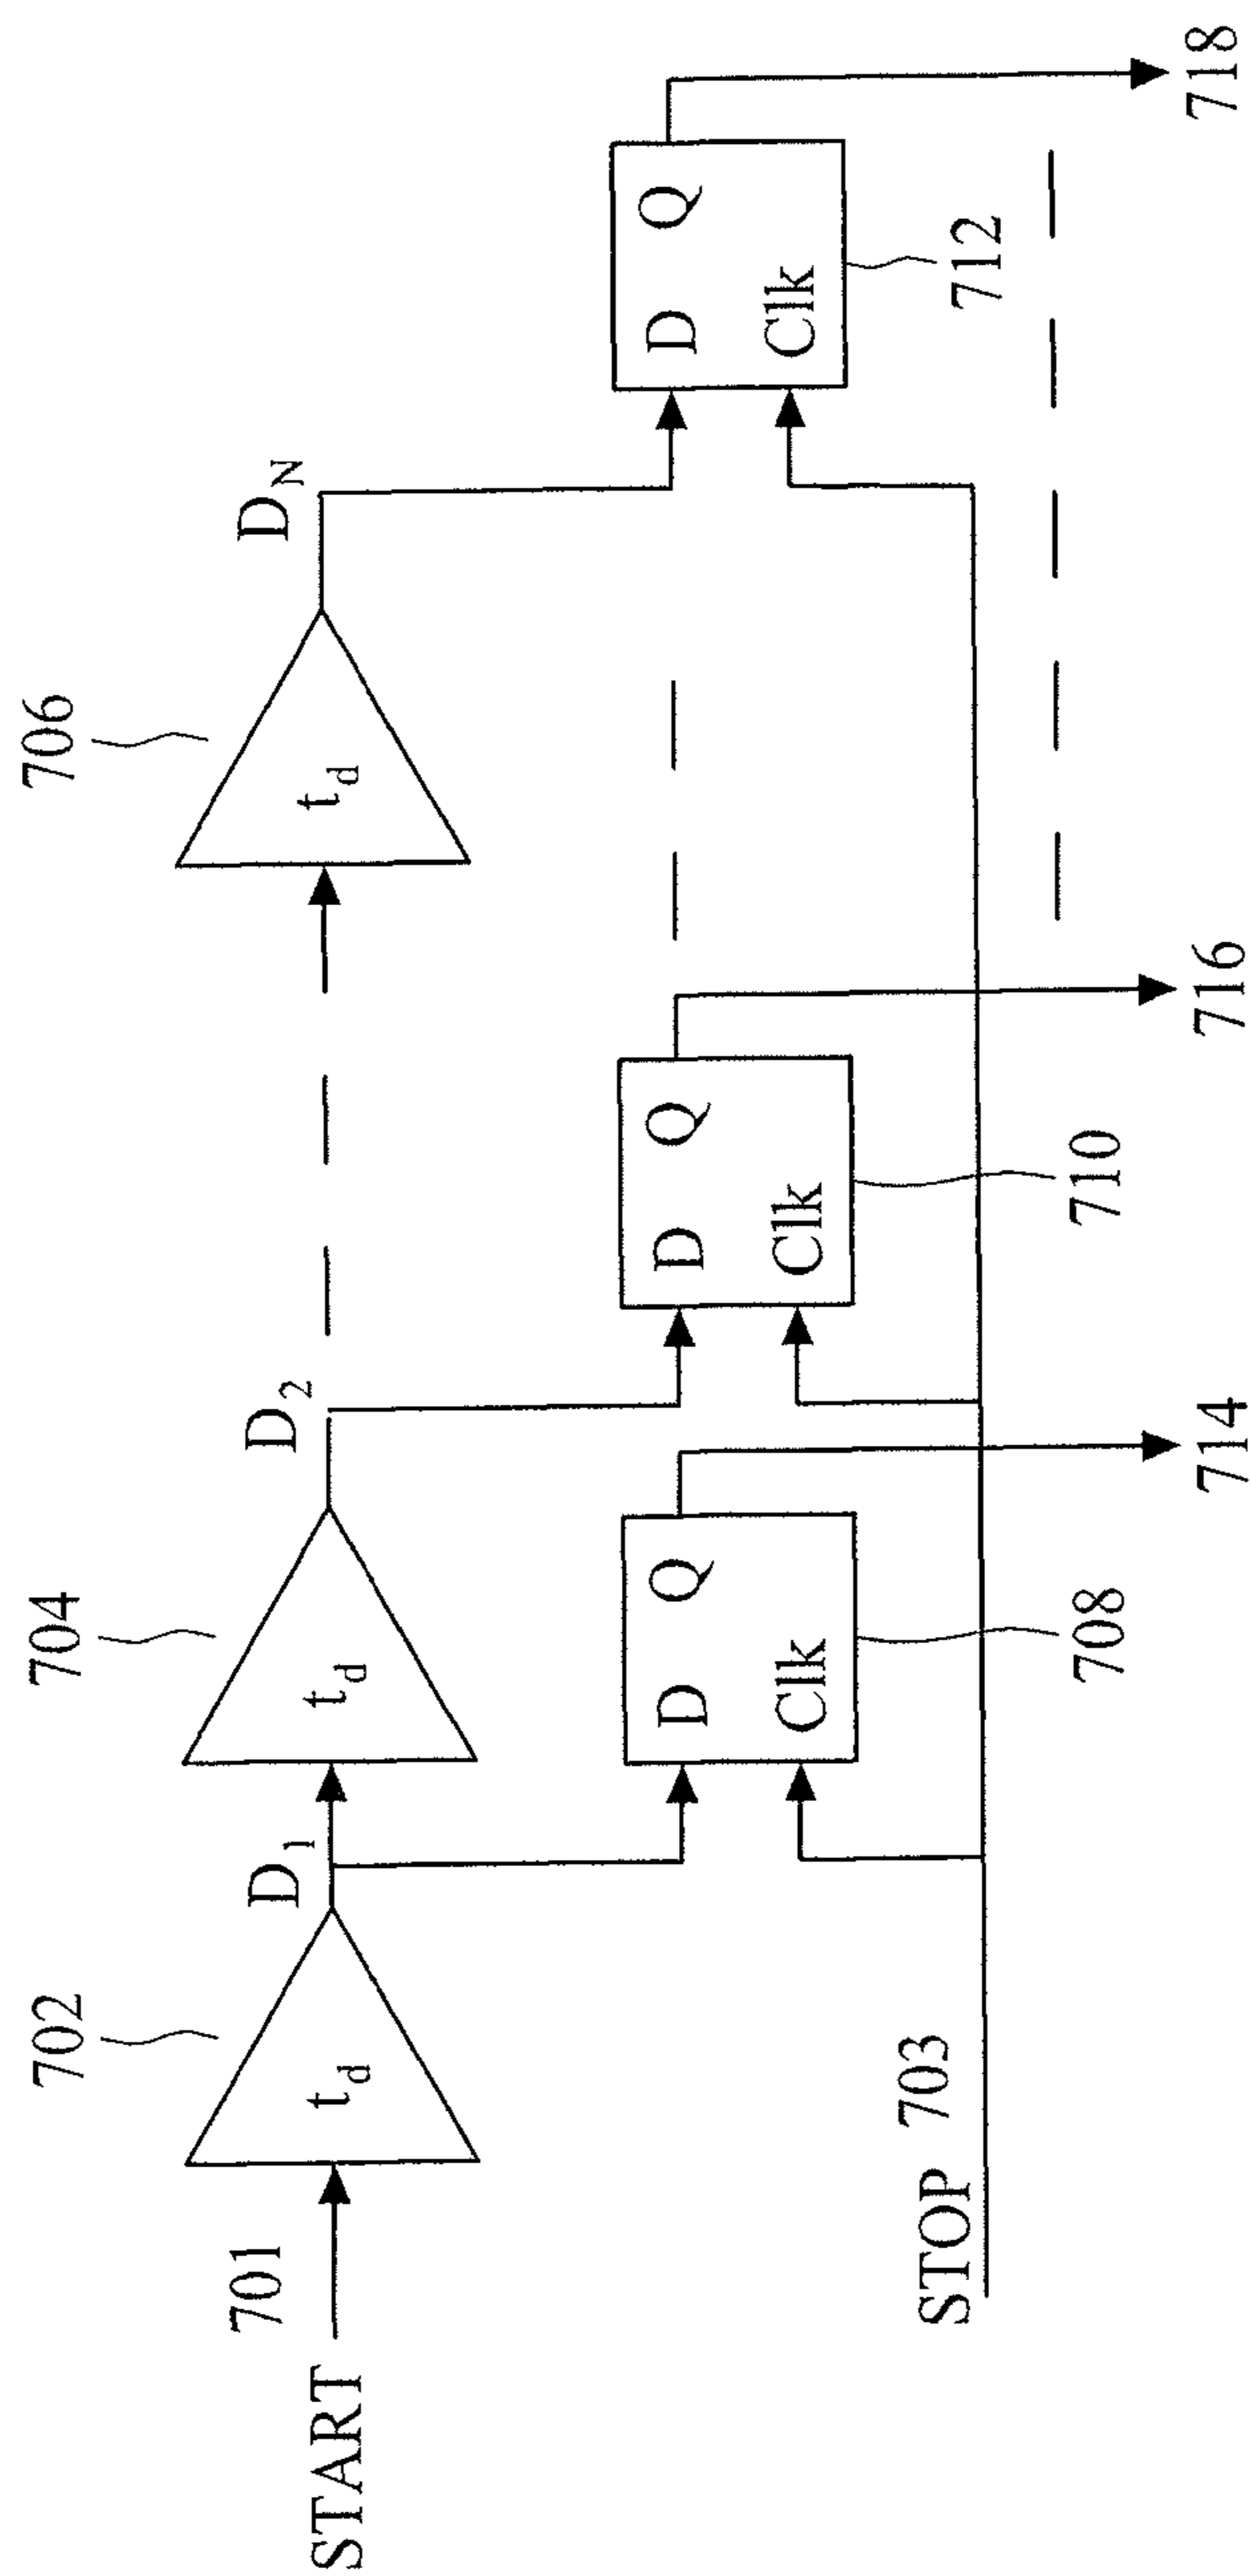 702
704
706
START 701
t_d
D_1
t_d
D_2
t_d
D_N
D Q
Clk
D Q
Clk
D Q
Clk
STOP 703
708
710
712
714
716
718